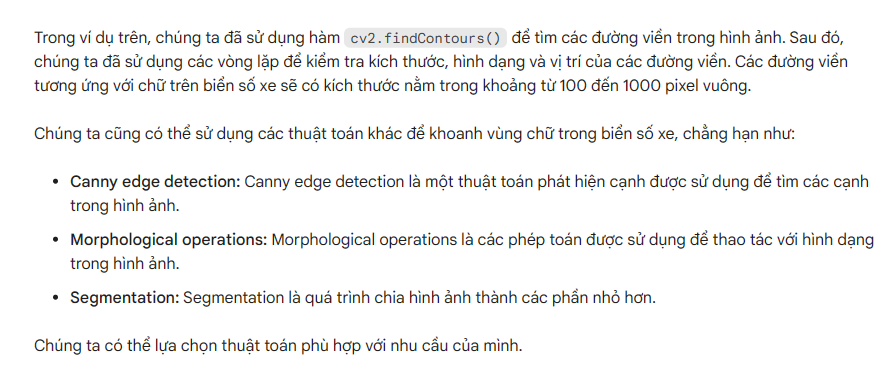 Trong ví dụ trên, chúng ta đã sử dụng hàm cv2.findContours() để tìm các đường viền trong hình ảnh. Sau đó,
chúng ta đã sử dụng các vòng lặp để kiểm tra kích thước, hình dạng và vị trí của các đường viền. Các đường viền
tương ứng với chữ trên biển số xe sẽ có kích thước nằm trong khoảng từ 100 đến 1000 pixel vuông.
Chúng ta cũng có thể sử dụng các thuật toán khác để khoanh vùng chữ trong biển số xe, chẳng hạn như:
• Canny edge detection: Canny edge detection là một thuật toán phát hiện cạnh được sử dụng để tìm các cạnh
trong hình ảnh.
• Morphological operations: Morphological operations là các phép toán được sử dụng để thao tác với hình dạng
trong hình ảnh.
• Segmentation: Segmentation là quá trình chia hình ảnh thành các phần nhỏ hơn.
Chúng ta có thể lựa chọn thuật toán phù hợp với nhu cầu của mình.